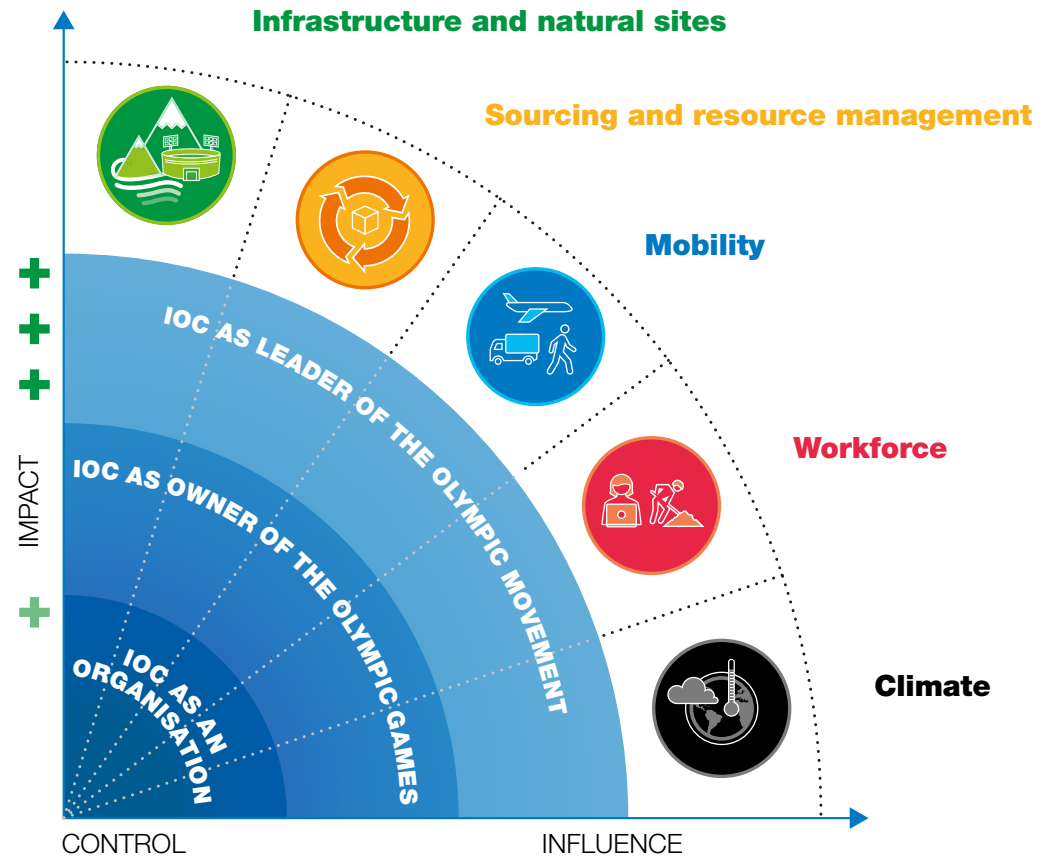 Infrastructure and natural sites
Sourcing and resource management
Mobility
Workforce
Climate
IOC AS LEADER OF THE OLYMPIC MOVEMENT
IOC AS OWNER OF THE OLYMPIC GAMES
IOC AS AN
ORGANISATION
+
+
+
IMPACT
+
CONTROL
INFLUENCE